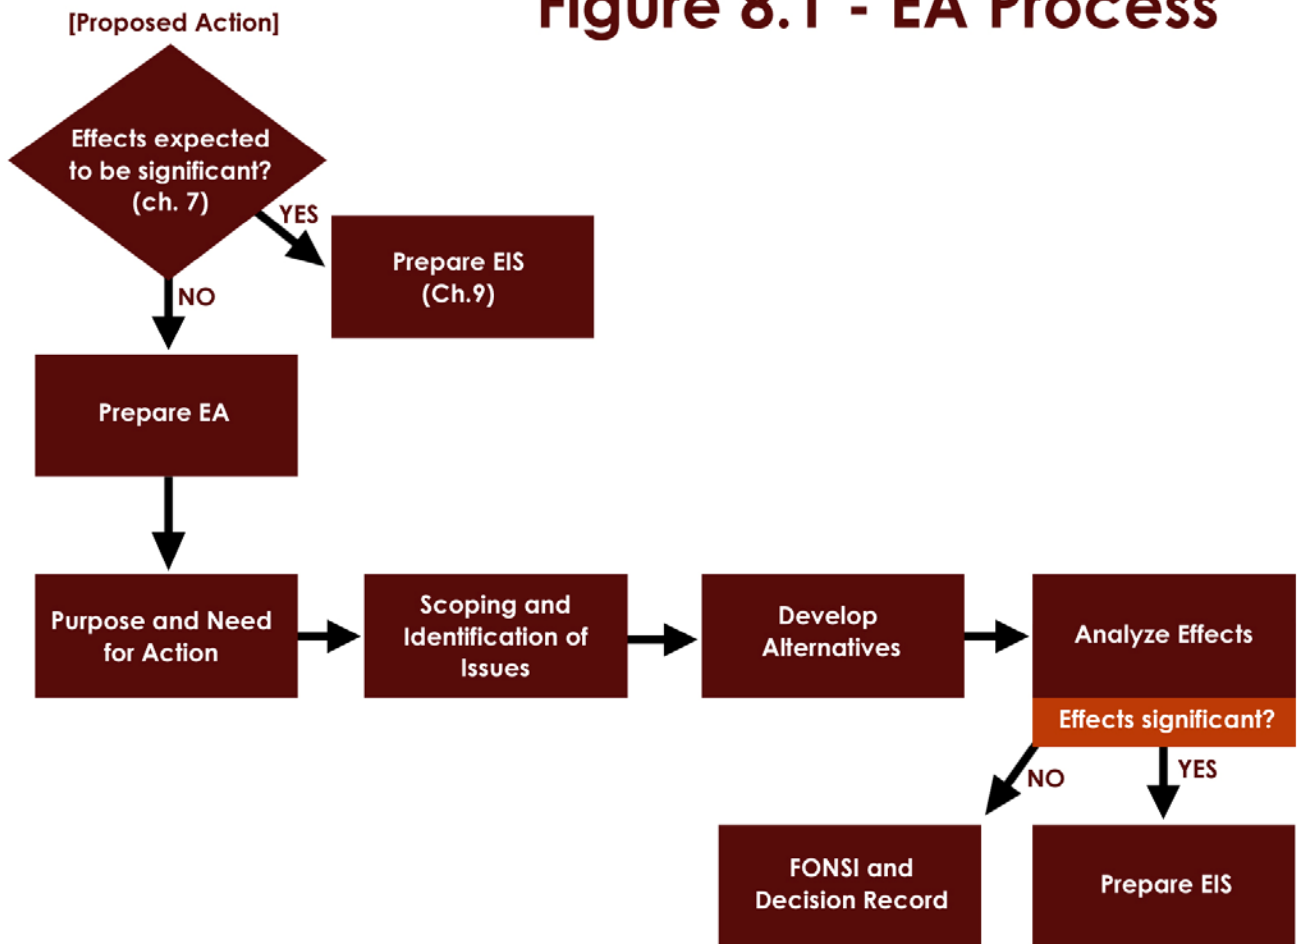 Figure 8.1 - EA Process
[Proposed Action]
Effects expected
to be significant?
(ch. 7)
YES
Prepare EIS
(Ch.9)
NO
Prepare EA
Purpose and Need
for Action
Scoping and
Identification of
Issues
Develop
Alternatives
Analyze Effects
Effects significant?
NO
YES
FONSI and
Decision Record
Prepare EIS